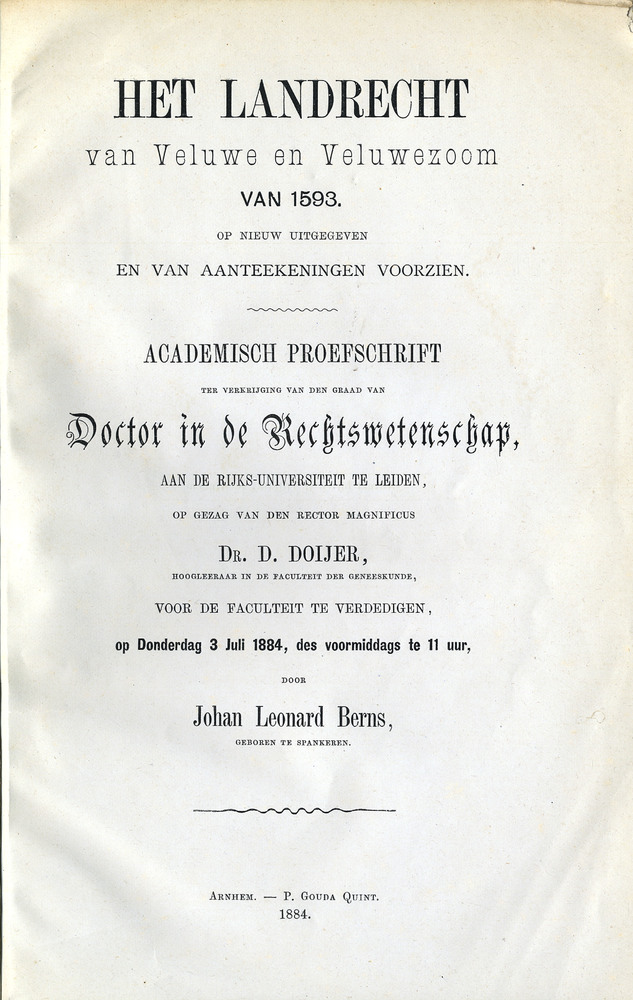 HET LANDRECHT
van Veluwe en Veluwezoom
VAN 1593.
OP NIEUW UITGEGEVEN
EN VAN AANTEEKENINGEN VOORZIEN.
ACADEMISCH PROEFSCHRIFT
TER VERKRIJGING VAN DEN GRAAD VAN
Doctor in de Rechtswetenschap,
AAN DE RIJKS-UNIVERSITEIT TE LEIDEN,
OP GEZAG VAN DEN RECTOR MAGNIFICUS
DR. D. DOIJER,
HOOGLEERAAR IN DE FACULTEIT DER GENEESKUNDE,
VOOR DE FACULTEIT TE VERDEDIGEN,
op Donderdag 3 Juli 1884, des voormiddags te 11 uur,
DOOR
Johan Leonard Berns,
GEBOREN TE SPANKEREN.
ARNHEM. — P. GOUDA QUINT.
1884.